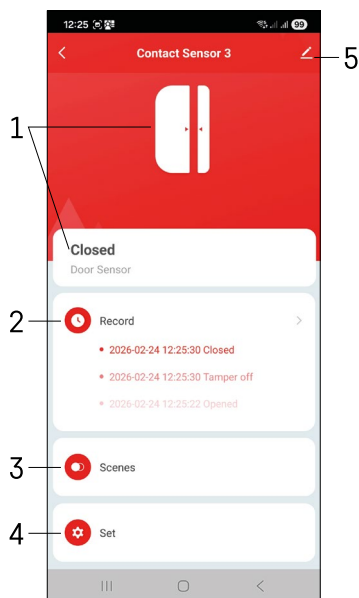 12:25 99
Contact Sensor 3
5
1
Closed
Door Sensor
2
Record
2026-02-24 12:25:30 Closed
2026-02-24 12:25:30 Tamper off
2026-02-24 12:25:22 Opened
3
Scenes
4
Set